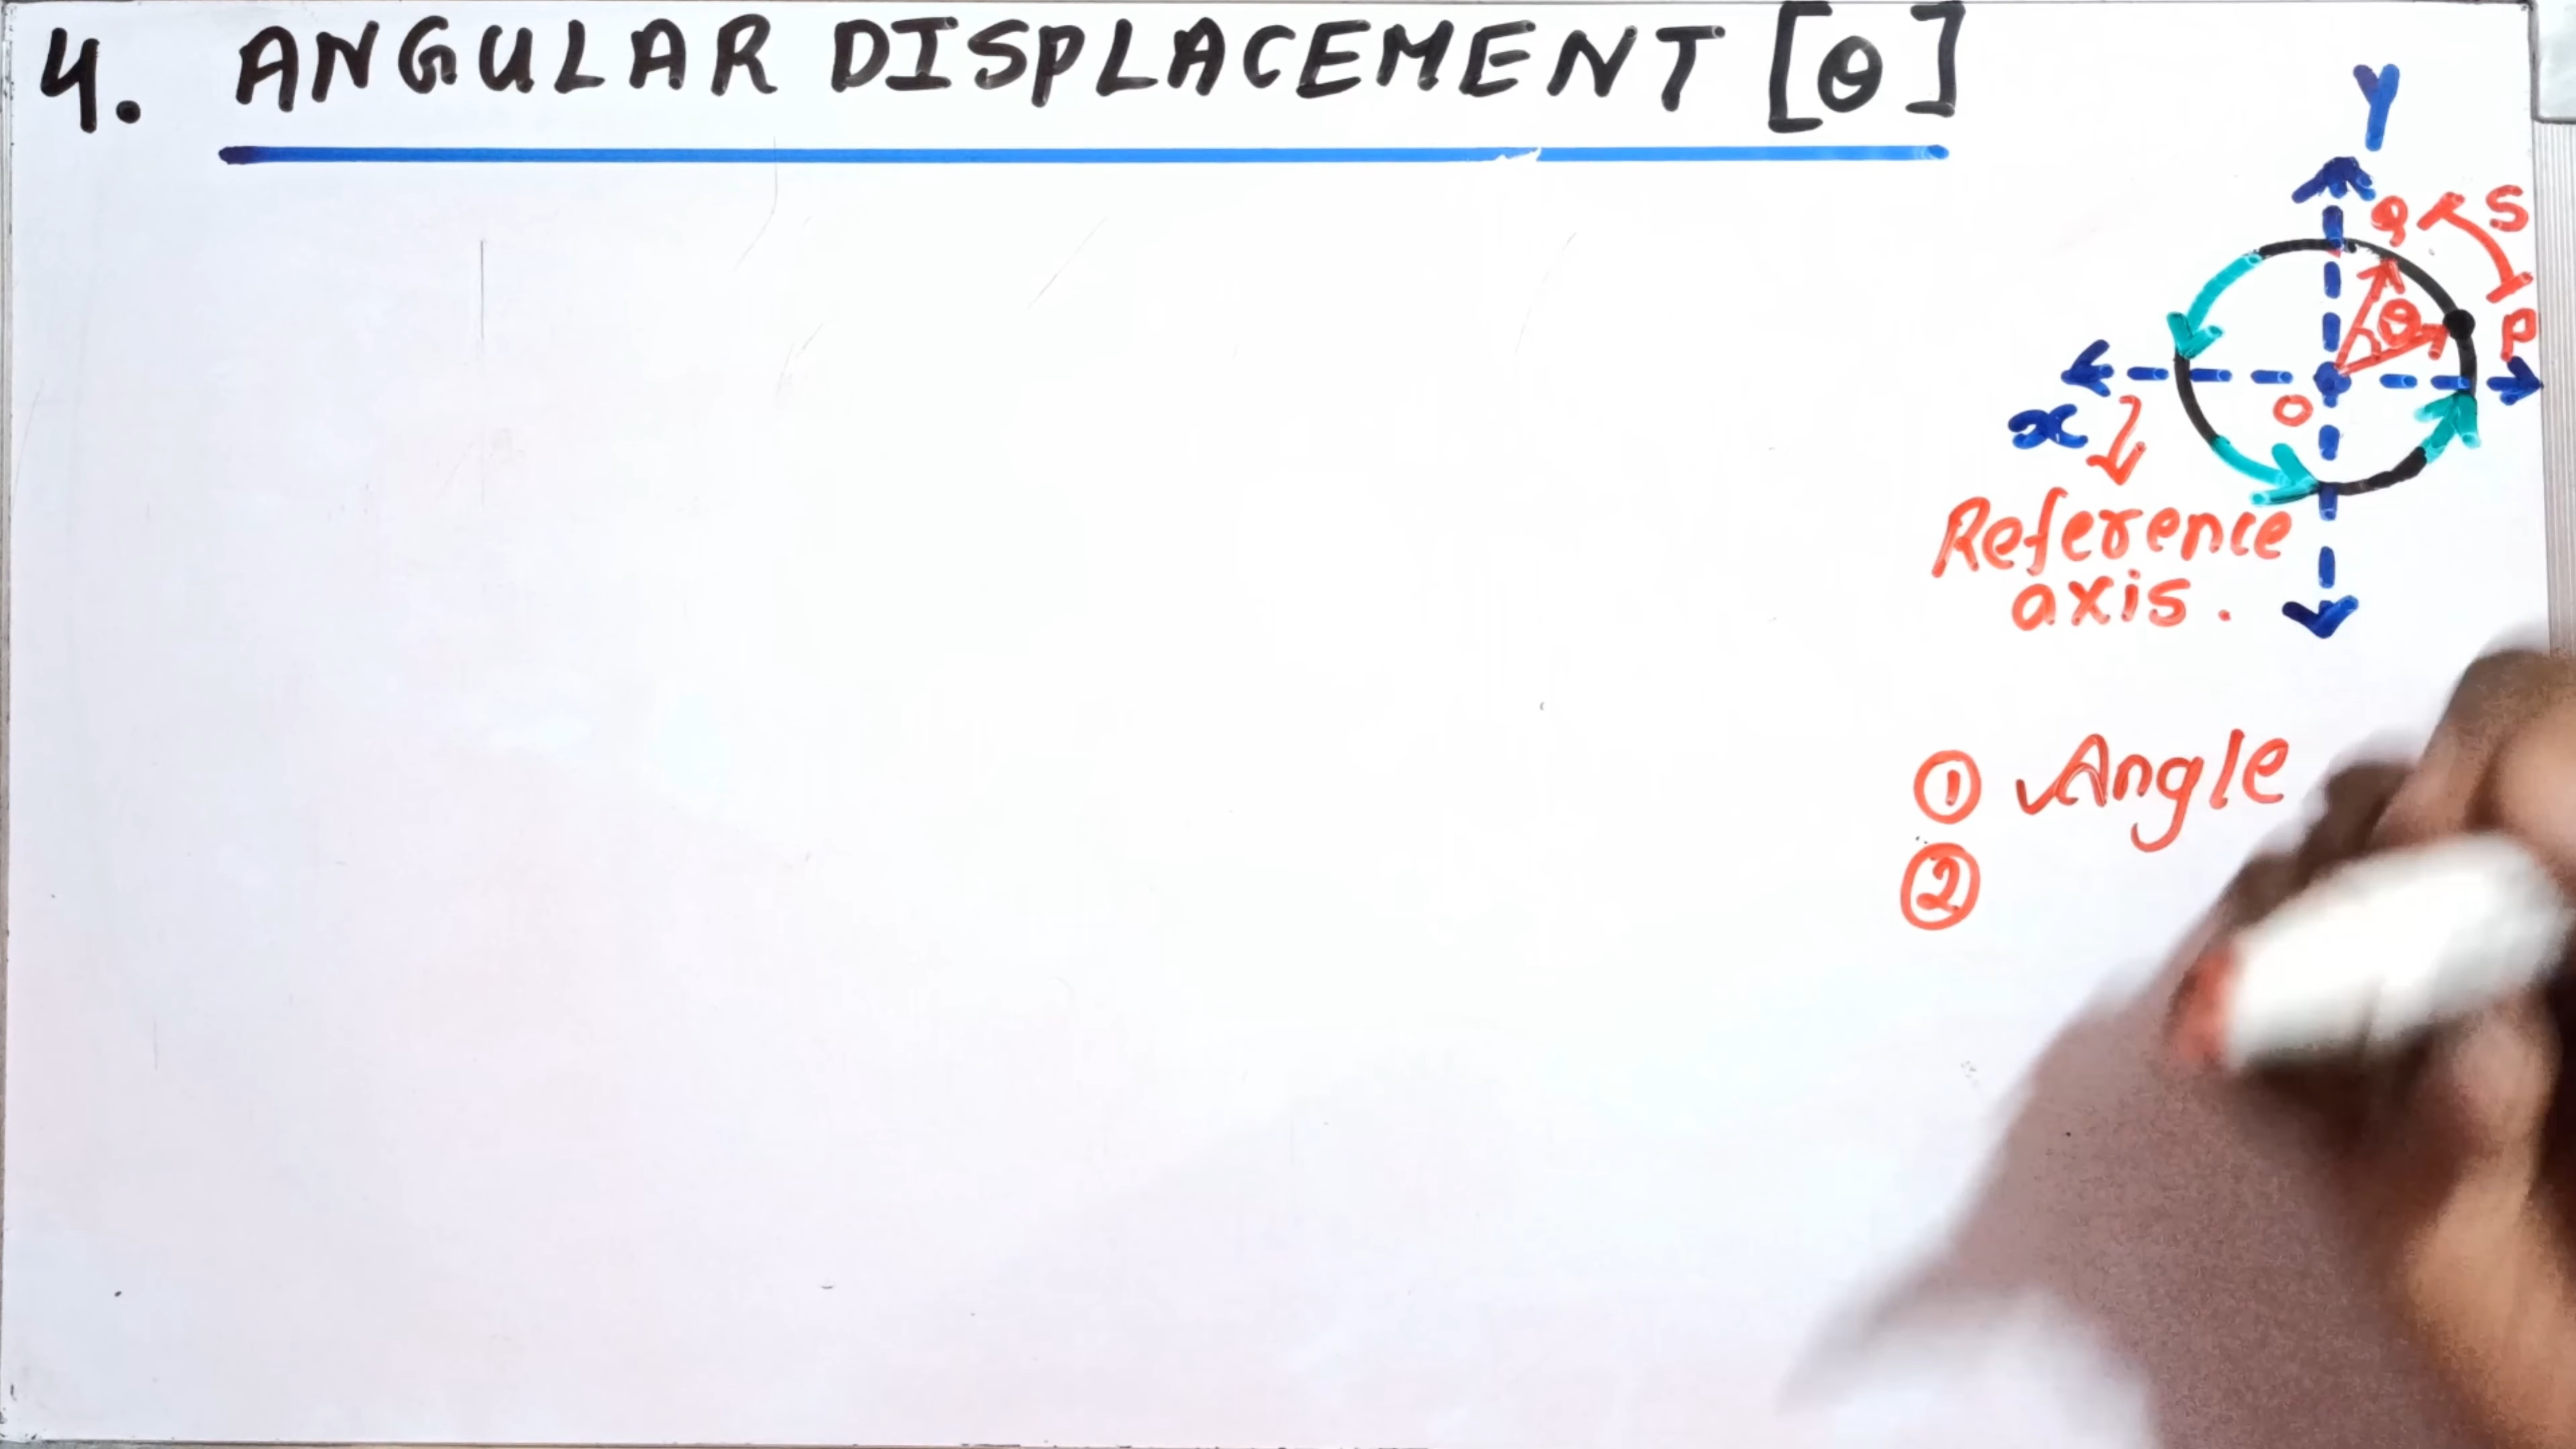 4. ANGULAR DISPLACEMENT [θ]
Y
Q S
θ P
x O
Reference
axis.
① Angle
②